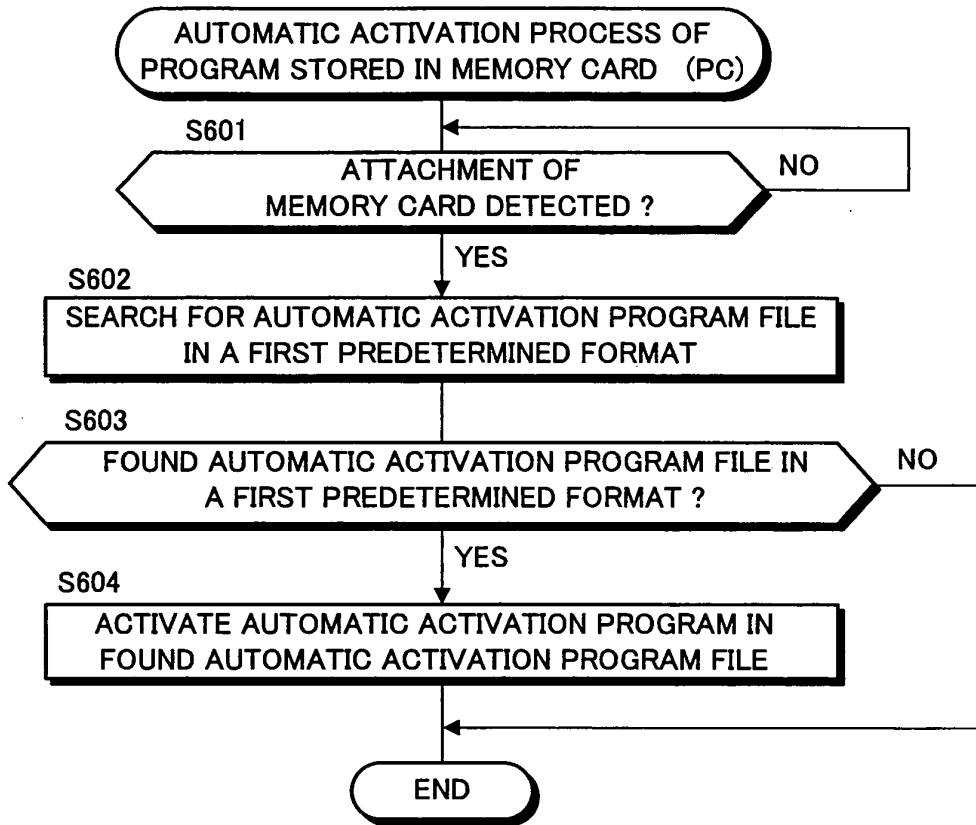 AUTOMATIC ACTIVATION PROCESS OF
PROGRAM STORED IN MEMORY CARD (PC)
S601
ATTACHMENT OF
MEMORY CARD DETECTED ?
NO
YES
S602
SEARCH FOR AUTOMATIC ACTIVATION PROGRAM FILE
IN A FIRST PREDETERMINED FORMAT
S603
FOUND AUTOMATIC ACTIVATION PROGRAM FILE IN
A FIRST PREDETERMINED FORMAT ?
NO
YES
S604
ACTIVATE AUTOMATIC ACTIVATION PROGRAM IN
FOUND AUTOMATIC ACTIVATION PROGRAM FILE
END